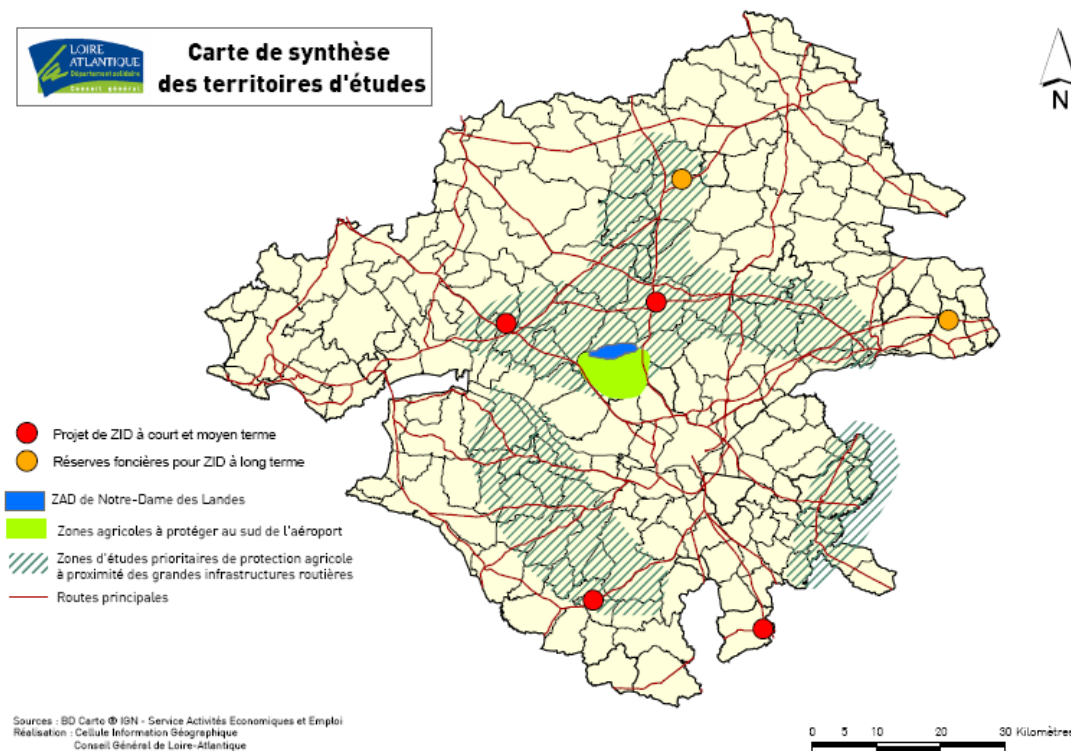 LOIRE
ATLANTIQUE
Département solidaire
Conseil général
Carte de synthèse
des territoires d'études
N
Projet de ZID à court et moyen terme
Réserves foncières pour ZID à long terme
ZAD de Notre-Dame des Landes
Zones agricoles à protéger au sud de l'aéroport
Zones d'études prioritaires de protection agricole
à proximité des grandes infrastructures routières
Routes principales
Sources : BD Carto ® IGN - Service Activités Economiques et Emploi
Réalisation : Cellule Information Géographique
Conseil Général de Loire-Atlantique
0 5 10 20 30 Kilomètres